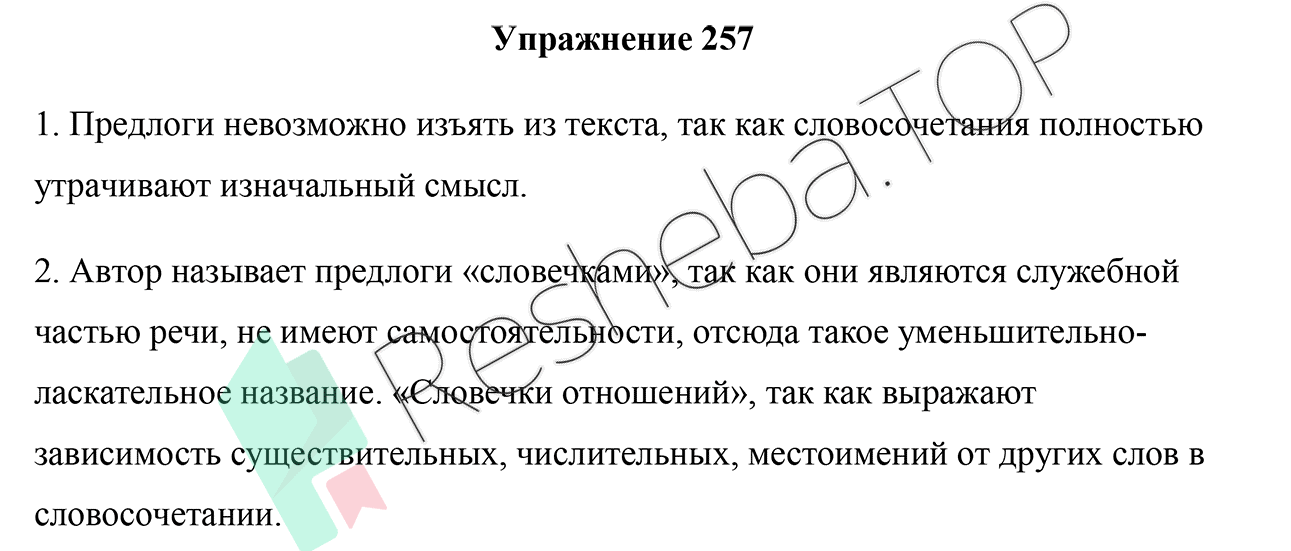 Упражнение 257
1. Предлоги невозможно изъять из текста, так как словосочетания полностью
утрачивают изначальный смысл.
2. Автор называет предлоги «словечками», так как они являются служебной
частью речи, не имеют самостоятельности, отсюда такое уменьшительно-
ласкательное название. «Словечки отношений», так как выражают
зависимость существительных, числительных, местоимений от других слов в
словосочетании.
Resheba.TOP